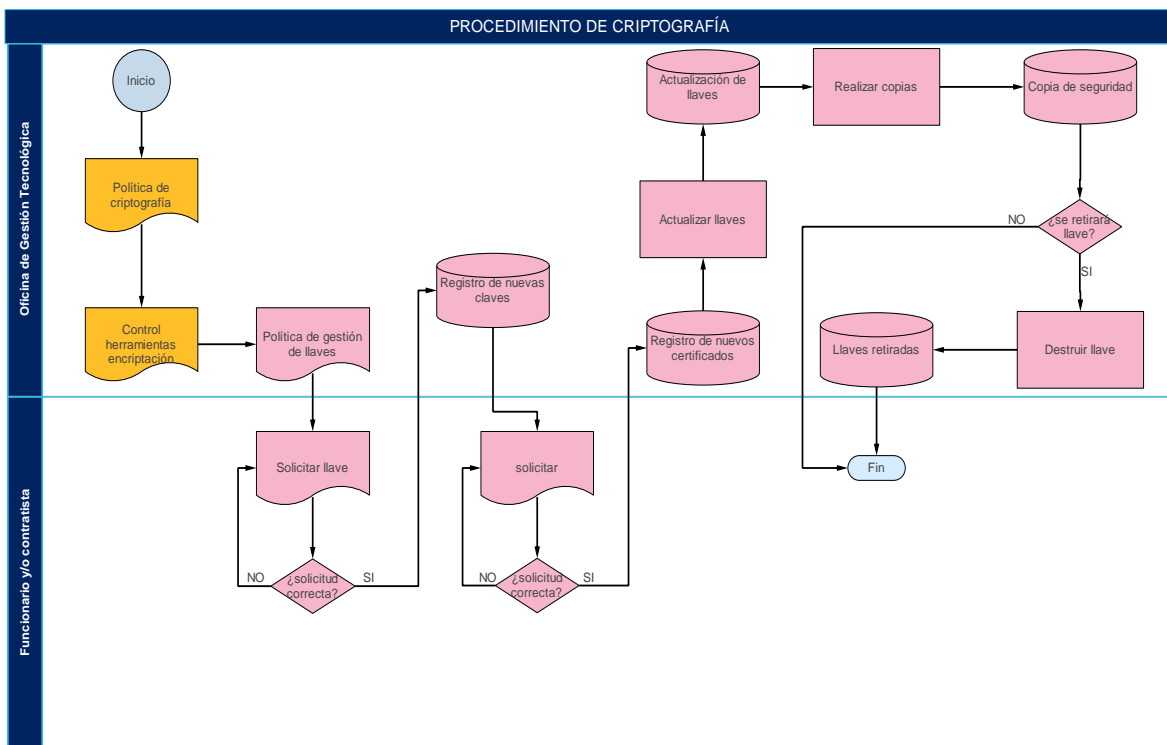 PROCEDIMIENTO DE CRIPTOGRAFÍA
Oficina de Gestión Tecnológica
Inicio
Política de
criptografía
Control
herramientas
encriptación
Política de gestión
de llaves
Registro de nuevas
claves
Actualización de
llaves
Realizar copias
Copia de
seguridad
Actualizar llaves
¿se retirará
llave?
NO
SI
Registro de nuevos
certificados
Llaves retiradas
Destruir llave
Funcionario y/o contratista
Solicitar llave
¿solicitud
correcta?
NO
SI
solicitar
¿solicitud
correcta?
NO
SI
Fin